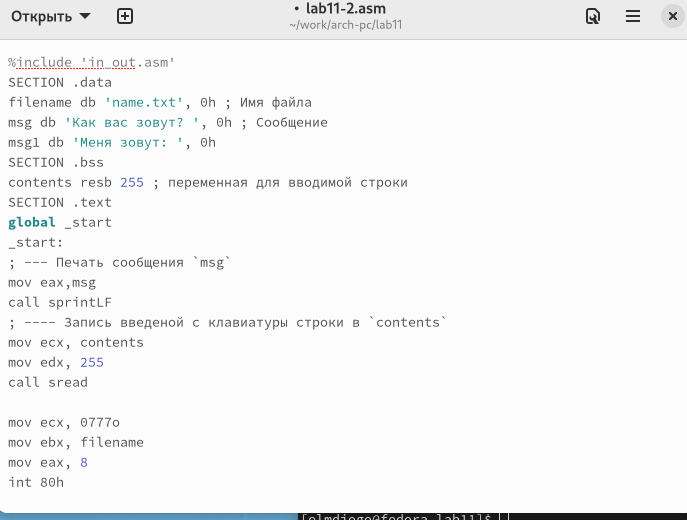 Открыть
• lab11-2.asm
~/work/arch-pc/lab11
%include 'in_out.asm'
SECTION .data
filename db 'name.txt', 0h ; Имя файла
msg db 'Как вас зовут? ', 0h ; Сообщение
msg1 db 'Меня зовут: ', 0h
SECTION .bss
contents resb 255 ; переменная для вводимой строки
SECTION .text
global _start
_start:
; --- Печать сообщения `msg`
mov eax,msg
call sprintLF
; ---- Запись введеной с клавиатуры строки в `contents`
mov ecx, contents
mov edx, 255
call sread
mov ecx, 0777o
mov ebx, filename
mov eax, 8
int 80h
[elmdiego@fedora lab11]$